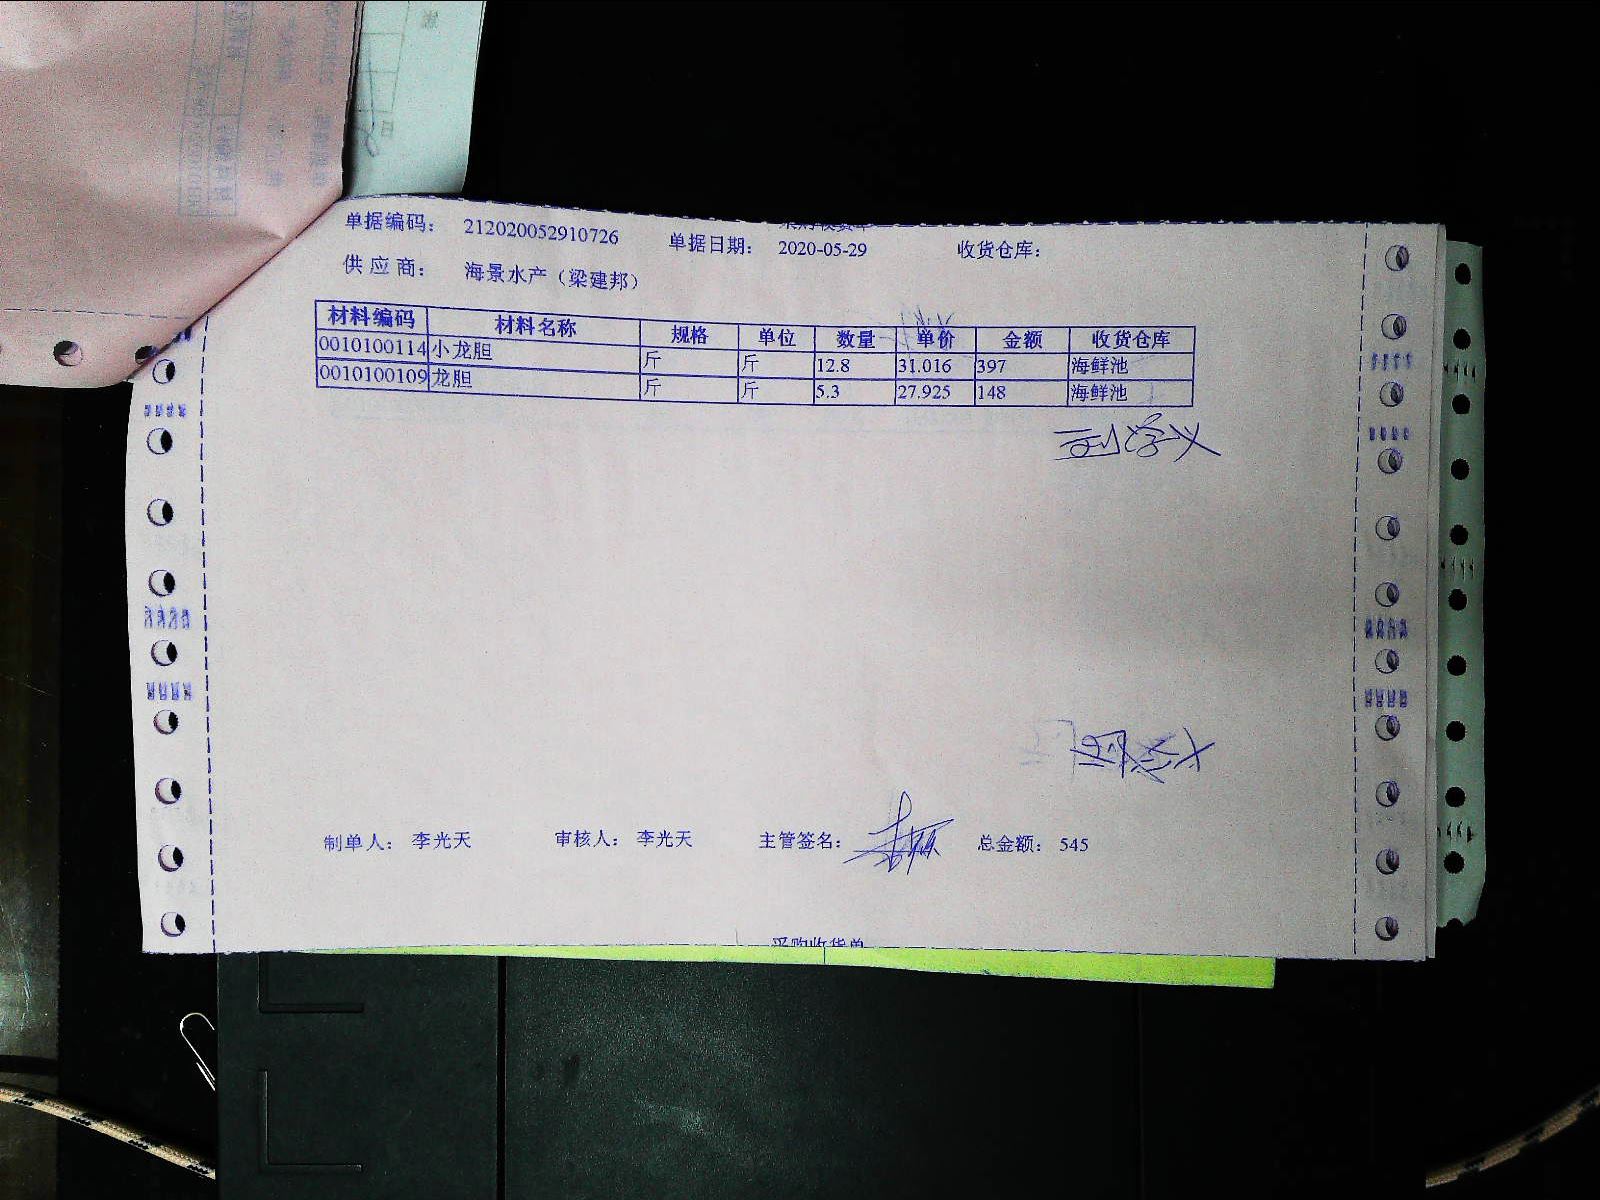 单据编码： 212020052910726 单据日期： 2020-05-29 收货仓库：
供应商： 海景水产（梁建邦）
材料编码 材料名称 规格 单位 数量 单价 金额 收货仓库
0010100114 小龙胆 斤 斤 12.8 31.016 397 海鲜池
0010100109 龙胆 斤 斤 5.3 27.925 148 海鲜池
制单人： 李光天 审核人： 李光天 主管签名： 总金额： 545
采购收货单